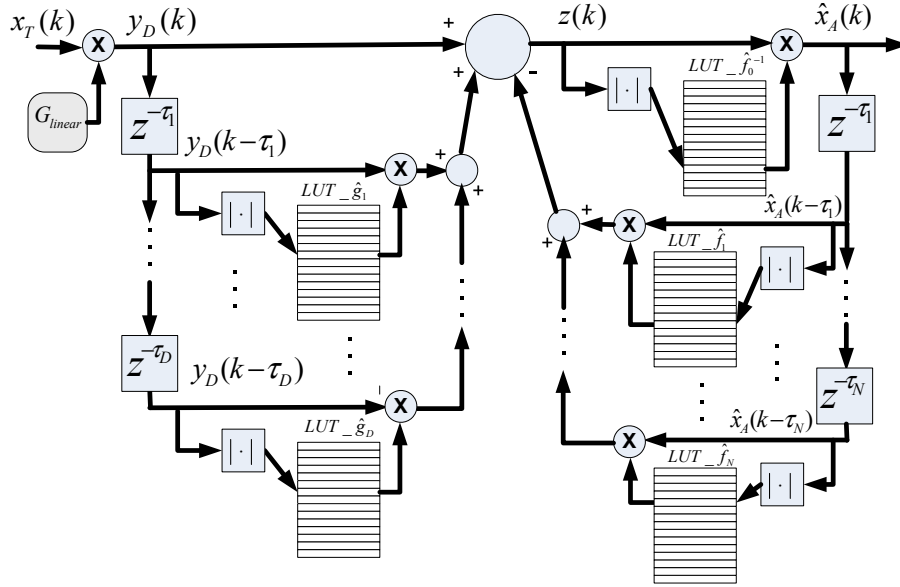 x_T(k)
X
y_D(k)
+
+
-
z(k)
X
x̂_A(k)
G_linear
z^{-τ_1}
|·|
LUT_f̂_0^{-1}
z^{-τ_1}
y_D(k-τ_1)
X
+
+
LUT_ĝ_1
|·|
x̂_A(k-τ_1)
+
+
X
LUT_f̂_1
|·|
z^{-τ_D}
y_D(k-τ_D)
X
z^{-τ_N}
LUT_ĝ_D
|·|
x̂_A(k-τ_N)
X
LUT_f̂_N
|·|